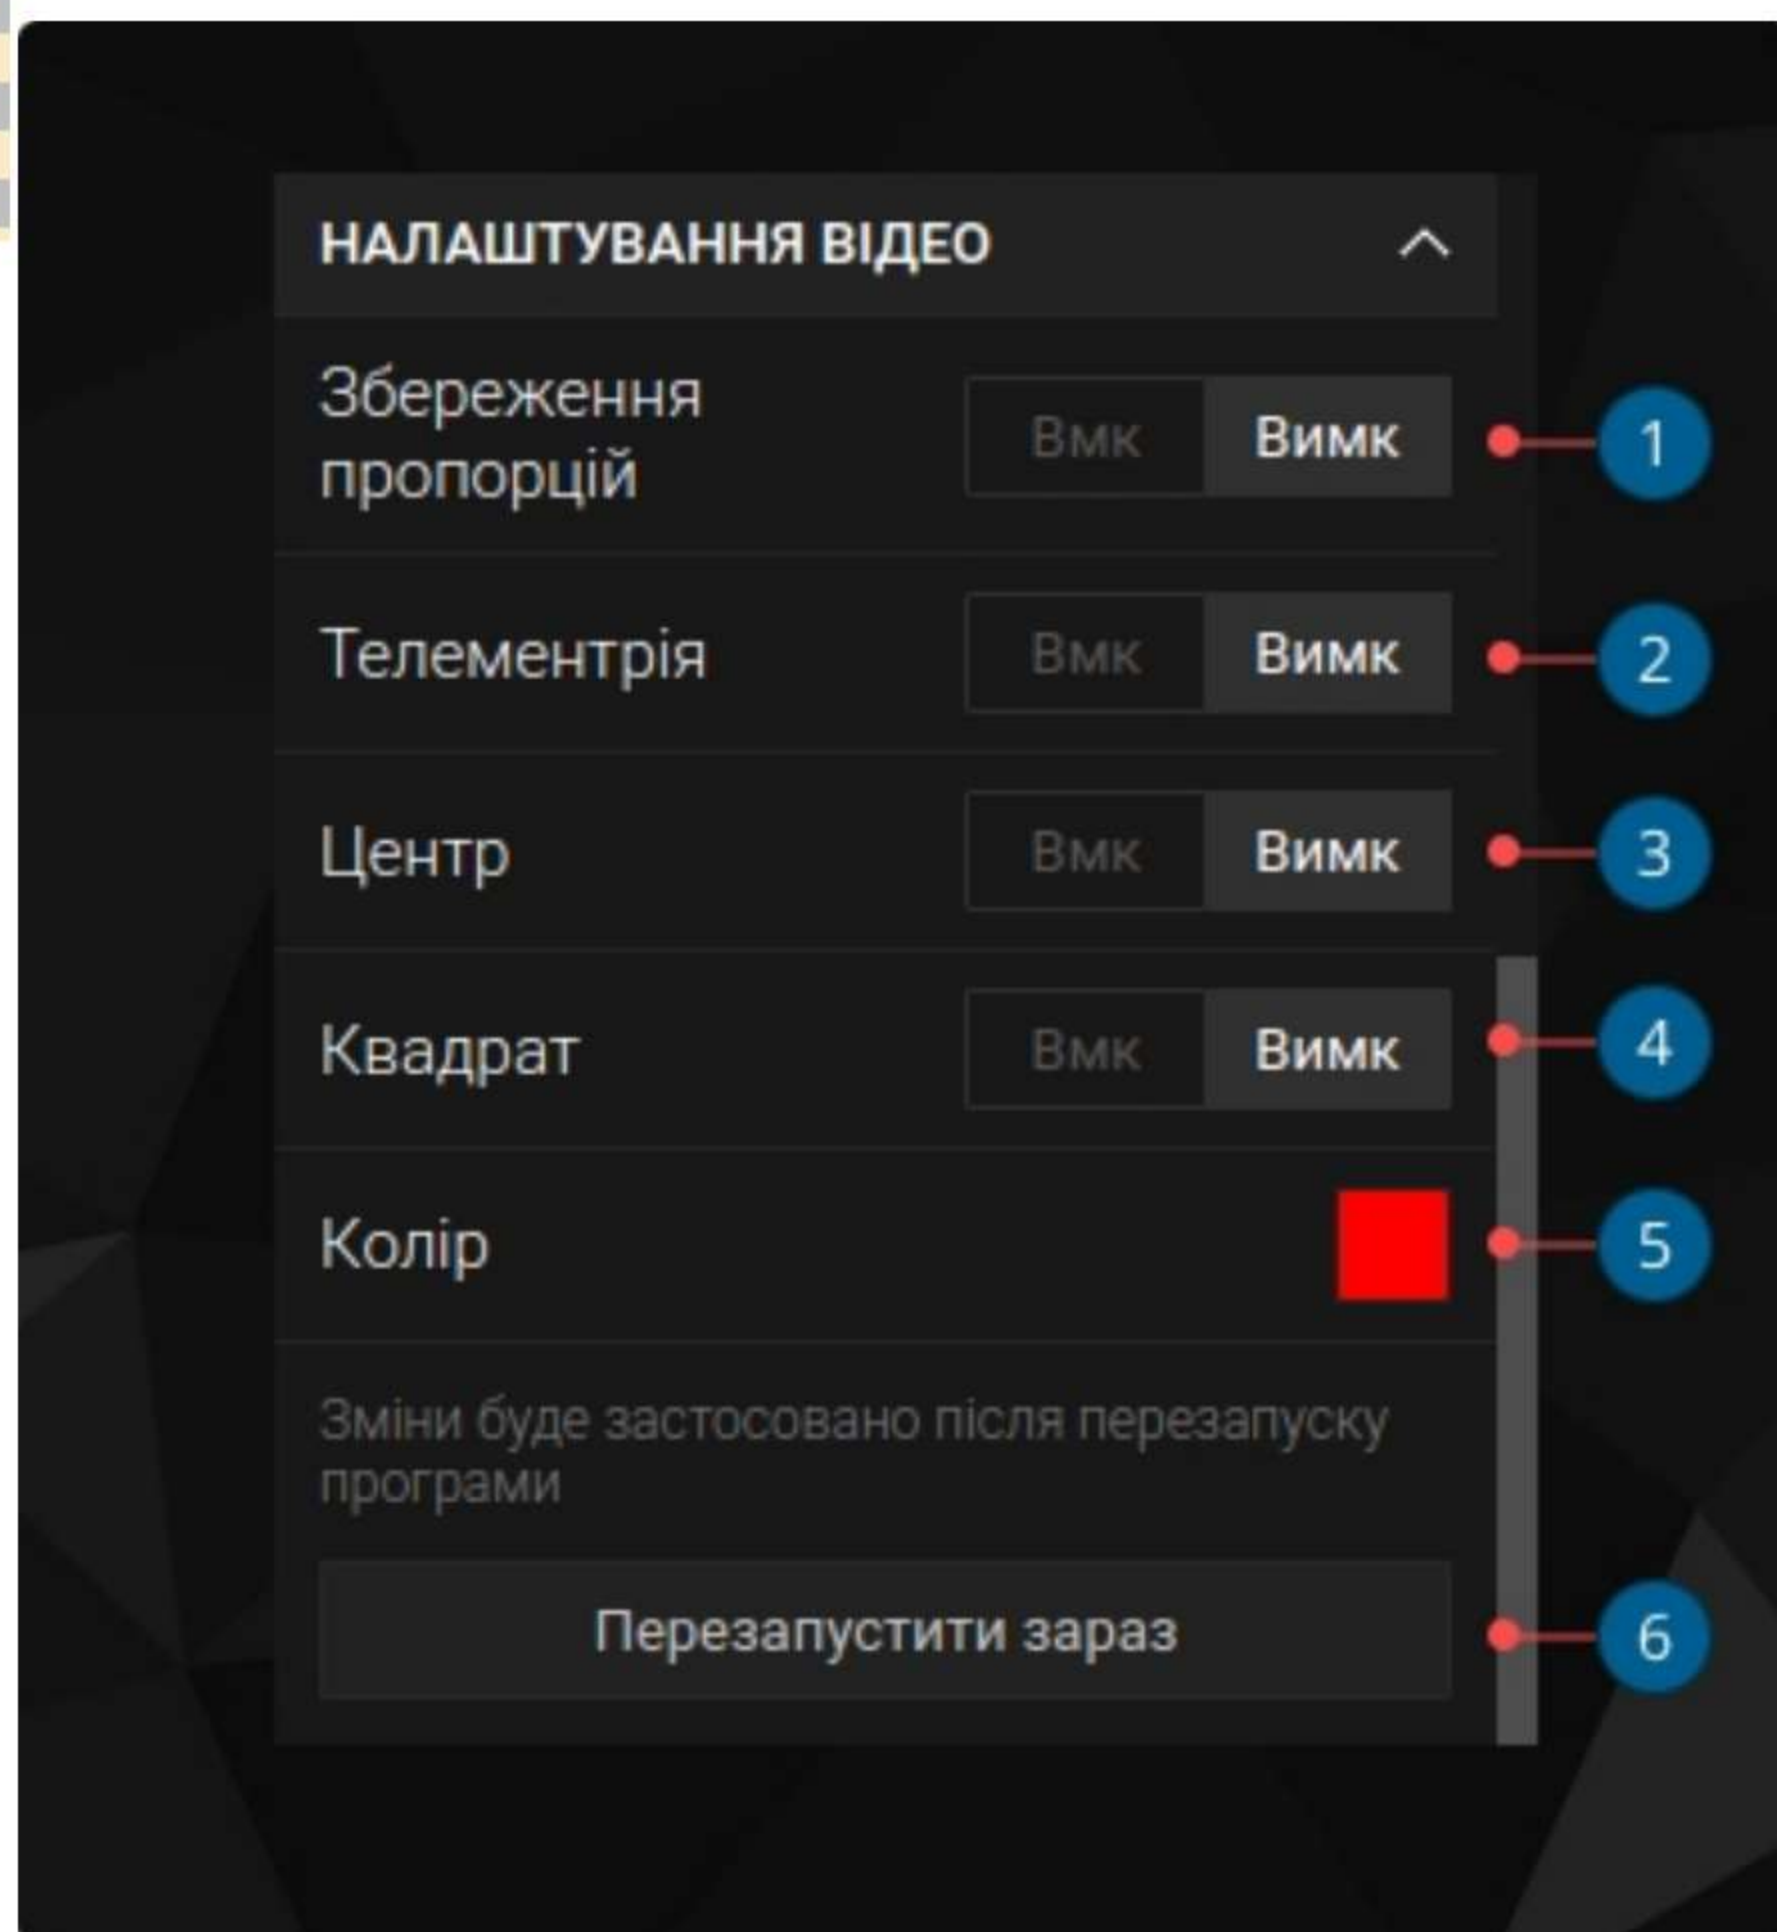 НАЛАШТУВАННЯ ВІДЕО
Збереження
пропорцій
Вмк Вимк
1
Телементрія Вмк Вимк 2
Центр Вмк Вимк 3
Квадрат Вмк Вимк 4
Колір 5
Зміни буде застосовано після перезапуску
програми
Перезапустити зараз 6